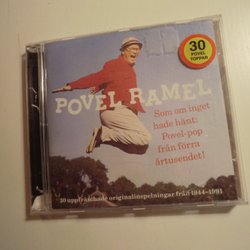 30
POVEL
TOPPAR
POVEL RAMEL
Som om inget
hade hänt:
Povel-pop
från förra
årtusendet!
30 uppfräschade originalinspelningar från 1944-1991